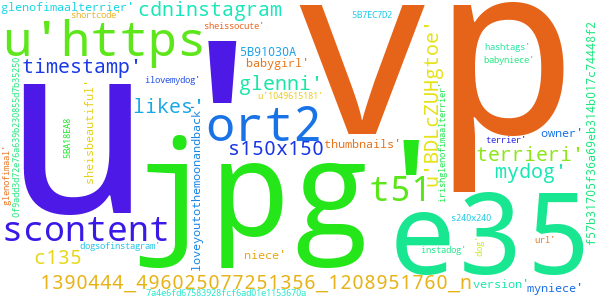 glenofimaalterrier'
shortcode'
cdninstagram
sheissocute'
5B7EC7D2
vp
u'https
5B91030A
hashtags'
babyniece'
timestamp'
babygirl'
ilovemydog'
glenni'
u'
likes'
u'1049615181'
ort2
owner'
s150x150
thumbnails'
terrier'
terrieri'
jpg'
mydog'
t51
e35
s240x240
scontent
dogsofinstagram'
c135
niece'
instadog'
dog'
url'
1390444_496025077251356_1208951760_n
version'
myniece'
7a4e6fd67583928fcf6ad01e1153670a
glenofimaal'
0f9add3d72e76a639b230855d7b35250
5BA18EA8
sheisbeautiful'
loveyoutothemoonandback'
u'BDLcZUHgtoe'
irishglenofimaalterrier'
f57b31705f36a69eb314b017c74448f2